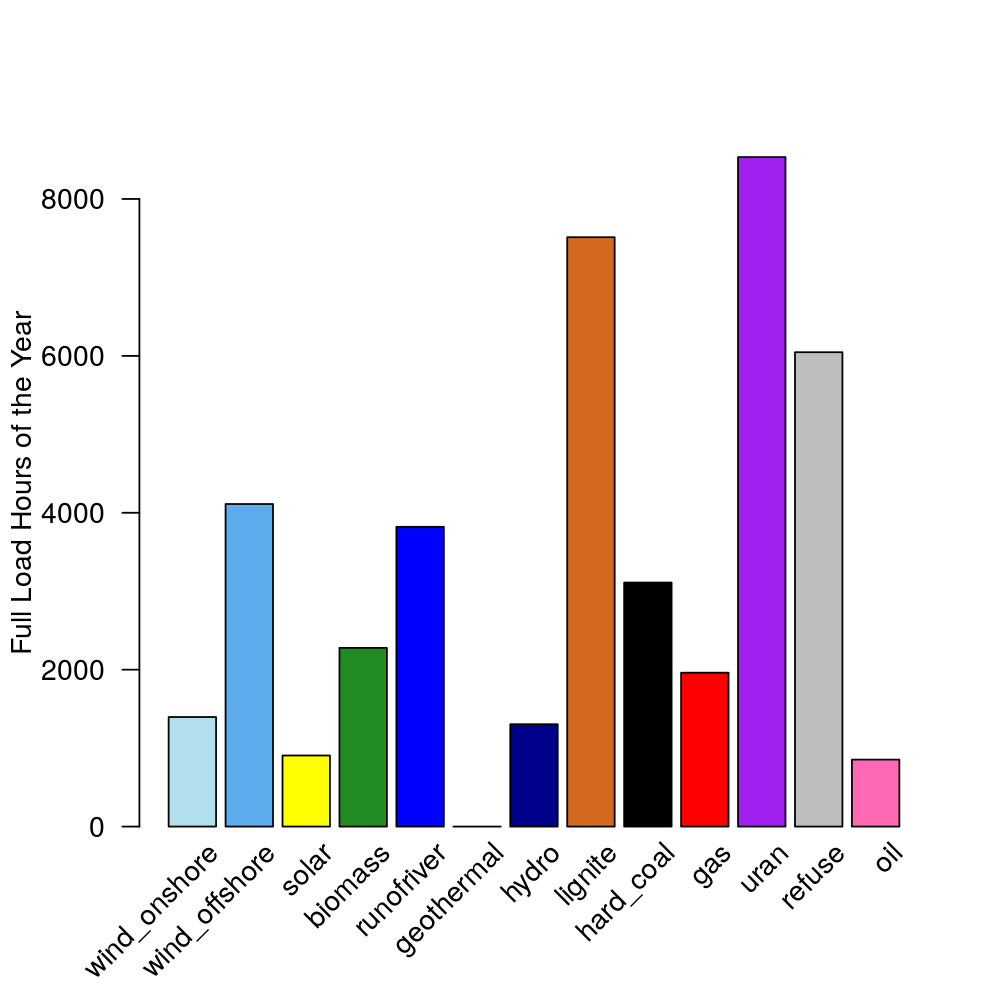 Full Load Hours of the Year
8000
6000
4000
2000
0
wind_onshore
wind_offshore
solar
biomass
runofriver
geothermal
hydro
lignite
hard_coal
gas
uran
refuse
oil